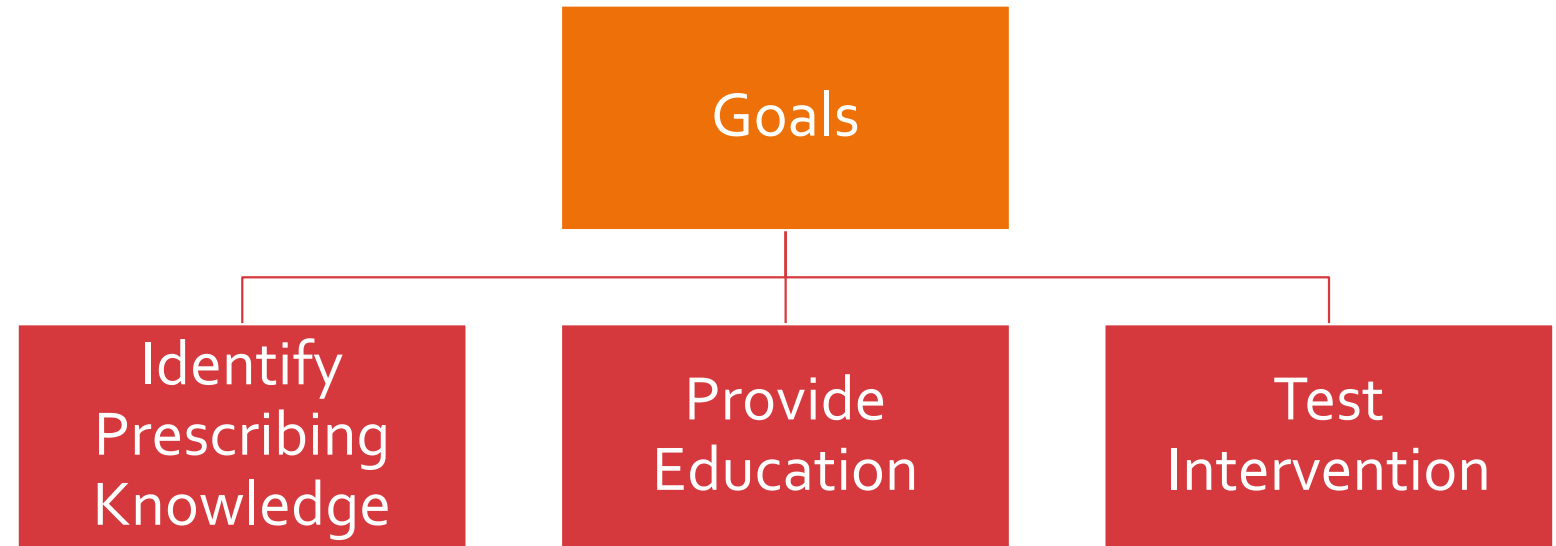 Goals
Identify
Prescribing
Knowledge
Provide
Education
Test
Intervention